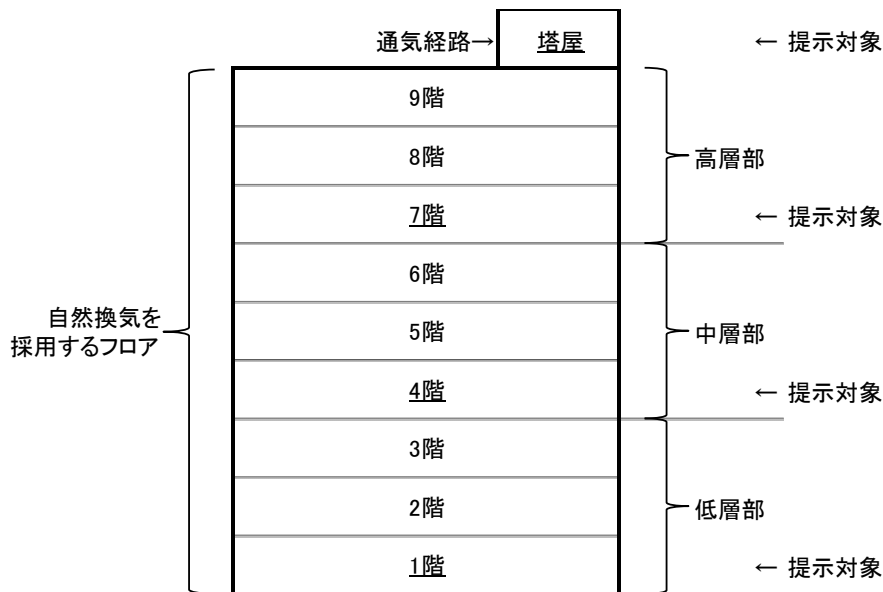 通気経路→ 塔屋 ← 提示対象
9階
8階
高層部
7階 ← 提示対象
6階
自然換気を
採用するフロア
5階
中層部
4階 ← 提示対象
3階
2階
低層部
1階 ← 提示対象